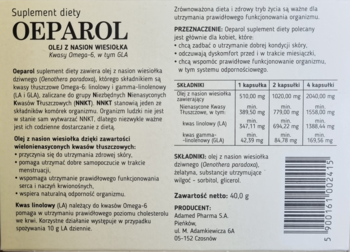 Suplement diety
OEPAROL
OLEJ Z NASION WIESIOŁKA
Kwasy Omega-6, w tym GLA
Oeparol suplement diety zawiera olej z nasion wiesiołka
dziwnego (Oenothera paradoxa), którego składnikiem są
kwasy tłuszczowe Omega-6: linolowy i gamma-linolenowy
(LA i GLA), zaliczane do grupy Niezbędnych Nienasyconych
Kwasów Tłuszczowych (NNKT). NNKT stanowią jeden ze
składników komórek organizmu. Organizm ludzki nie jest
w stanie sam wytwarzać NNKT, dlatego niezwykle ważne
jest ich codzienne dostarczanie z dietą.
Olej z nasion wiesiołka dzięki zawartości
wielonienasyconych kwasów tłuszczowych:
• przyczynia się do utrzymania zdrowej skóry,
• pomaga utrzymać dobre samopoczucie w trakcie
menstruacji,
• wspomaga utrzymanie prawidłowego funkcjonowania
serca i naczyń krwionośnych,
• wspiera naturalną odporność organizmu.
Kwas linolowy (LA) należący do kwasów Omega-6
pomaga w utrzymaniu prawidłowego poziomu cholesterolu
we krwi. Korzystne działanie występuje w przypadku
spożywania 10 g LA dziennie.
Zrównoważona dieta i zdrowy tryb życia są ważne dla
utrzymania prawidłowego funkcjonowania organizmu.
PRZEZNACZENIE: Oeparol suplement diety polecany
jest głównie dla kobiet, które:
• chcą zadbać o utrzymanie dobrej kondycji skóry,
• odczuwają dyskomfort przed i w trakcie miesiączki,
• chcą wspomóc prawidłowe funkcjonowanie organizmu,
w tym systemu odpornościowego.
SKŁADNIKI 1 kapsułka 2 kapsułki 4 kapsułki
Olej z nasion wiesiołka
zawierający 510,00 mg 1020,00 mg 2040,00 mg
Nienasycone Kwasy
Tłuszczowe, w tym: min. 389,50 mg min. 779,00 mg min. 1558,00 mg
kwas linolowy (LA) min. 347,11 mg min. 694,22 mg min. 1388,44 mg
kwas gamma-
-linolenowy (GLA) min. 42,39 mg min. 84,78 mg min. 169,56 mg
SKŁADNIKI: olej z nasion wiesiołka
dziwnego (Oenothera paradoxa),
żelatyna, substancje utrzymujące
wilgoć - sorbitol, glicerol.
Zawartość netto: 40,0 g
PRODUCENT:
Adamed Pharma S.A.
Pieńków,
ul. M. Adamkiewicza 6A
05-152 Czosnów
5 900161 002415